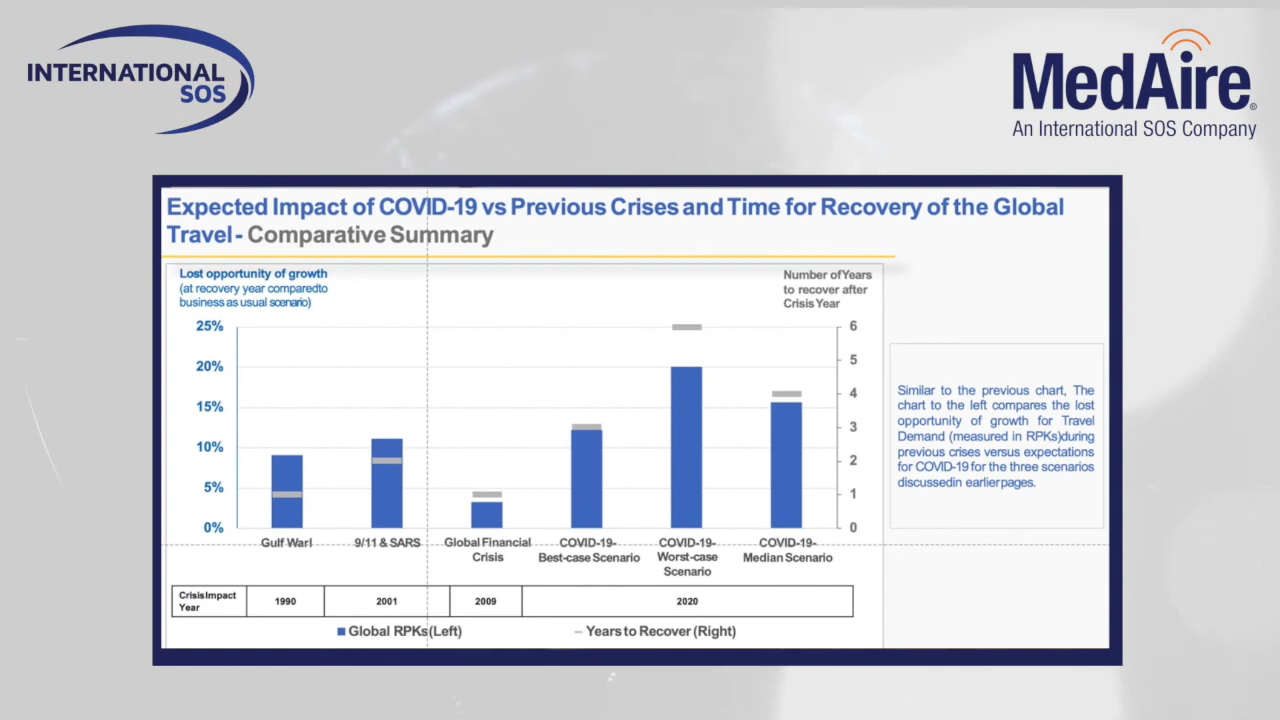 INTERNATIONAL
SOS
MedAire
®
An International SOS Company
Expected Impact of COVID-19 vs Previous Crises and Time for Recovery of the Global
Travel - Comparative Summary
Lost opportunity of growth
(at recovery year comparedto
business as usual scenario)
Number of Years
to recover after
Crisis Year
25%
20%
15%
10%
5%
0%
6
5
4
3
2
1
0
Gulf WarI
9/11 & SARS
Global Financial
Crisis
COVID-19-
Best-case Scenario
COVID-19-
Worst-case
Scenario
COVID-19-
Median Scenario
CrisisImpact
Year
1990
2001
2009
2020
Global RPKs(Left)
Years to Recover (Right)
Similar to the previous chart, The
chart to the left compares the lost
opportunity of growth for Travel
Demand (measured in RPKs)during
previous crises versus expectations
for COVID-19 for the three scenarios
discussedin earlierpages.